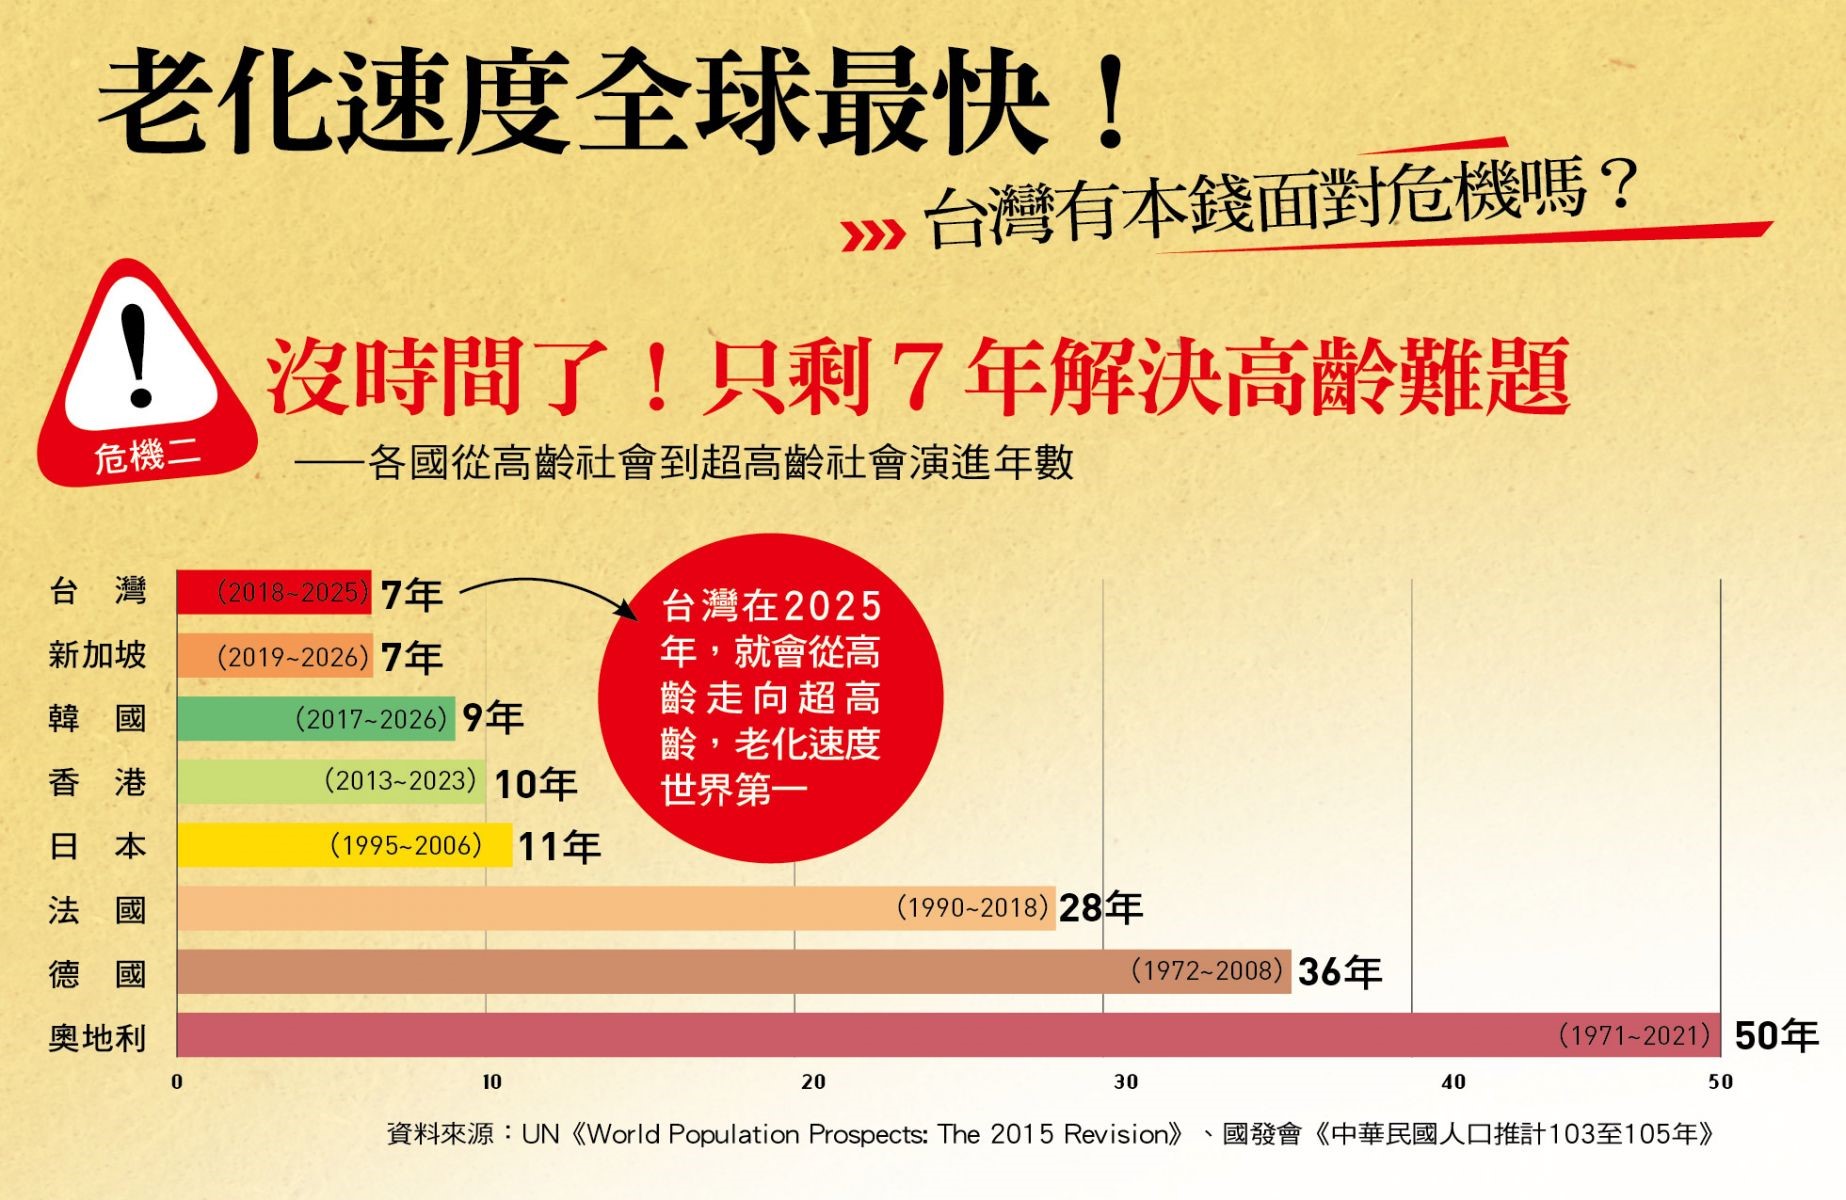 老化速度全球最快！
台灣有本錢面對危機嗎？
危機二
沒時間了！只剩7年解決高齡難題
——各國從高齡社會到超高齡社會演進年數
台灣 (2018~2025) 7年
新加坡 (2019~2026) 7年
韓國 (2017~2026) 9年
香港 (2013~2023) 10年
日本 (1995~2006) 11年
法國 (1990~2018) 28年
德國 (1972~2008) 36年
奧地利 (1971~2021) 50年
台灣在2025
年，就會從高
齡走向超高
齡，老化速度
世界第一
0 10 20 30 40 50
資料來源：UN《World Population Prospects: The 2015 Revision》、國發會《中華民國人口推計103至105年》